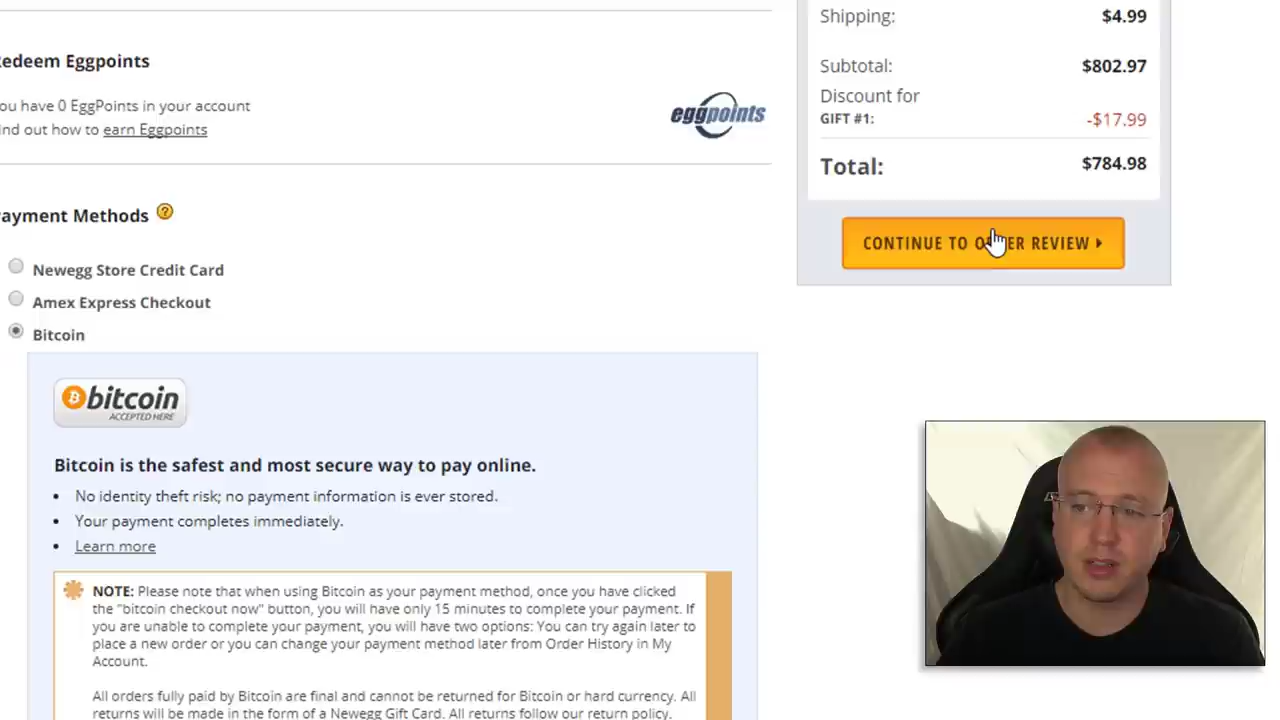 Shipping: $4.99
Redeem Eggpoints
Subtotal: $802.97
You have 0 EggPoints in your account
Discount for
eggpoints
GIFT #1: -$17.99
find out how to earn Eggpoints
Total: $784.98
Payment Methods ?
CONTINUE TO ORDER REVIEW
Newegg Store Credit Card
Amex Express Checkout
Bitcoin
bitcoin
ACCEPTED HERE
Bitcoin is the safest and most secure way to pay online.
• No identity theft risk; no payment information is ever stored.
• Your payment completes immediately.
• Learn more
NOTE: Please note that when using Bitcoin as your payment method, once you have clicked
the "bitcoin checkout now" button, you will have only 15 minutes to complete your payment. If
you are unable to complete your payment, you will have two options: You can try again later to
place a new order or you can change your payment method later from Order History in My
Account.
All orders fully paid by Bitcoin are final and cannot be returned for Bitcoin or hard currency. All
returns will be made in the form of a Newegg Gift Card. All returns follow our return policy.